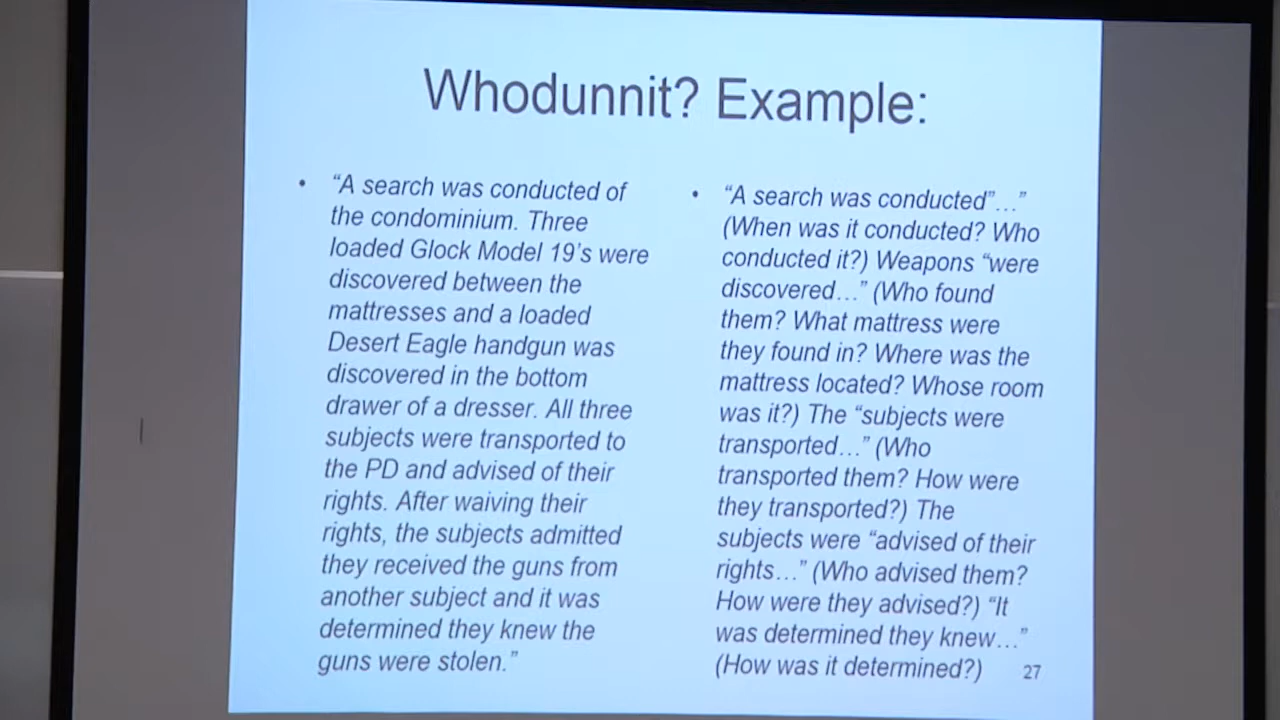 Whodunnit? Example:
• “A search was conducted of
the condominium. Three
loaded Glock Model 19’s were
discovered between the
mattresses and a loaded
Desert Eagle handgun was
discovered in the bottom
drawer of a dresser. All three
subjects were transported to
the PD and advised of their
rights. After waiving their
rights, the subjects admitted
they received the guns from
another subject and it was
determined they knew the
guns were stolen.”
• “A search was conducted”…”
(When was it conducted? Who
conducted it?) Weapons “were
discovered…” (Who found
them? What mattress were
they found in? Where was the
mattress located? Whose room
was it?) The “subjects were
transported…” (Who
transported them? How were
they transported?) The
subjects were “advised of their
rights…” (Who advised them?
How were they advised?) “It
was determined they knew…”
(How was it determined?)
27